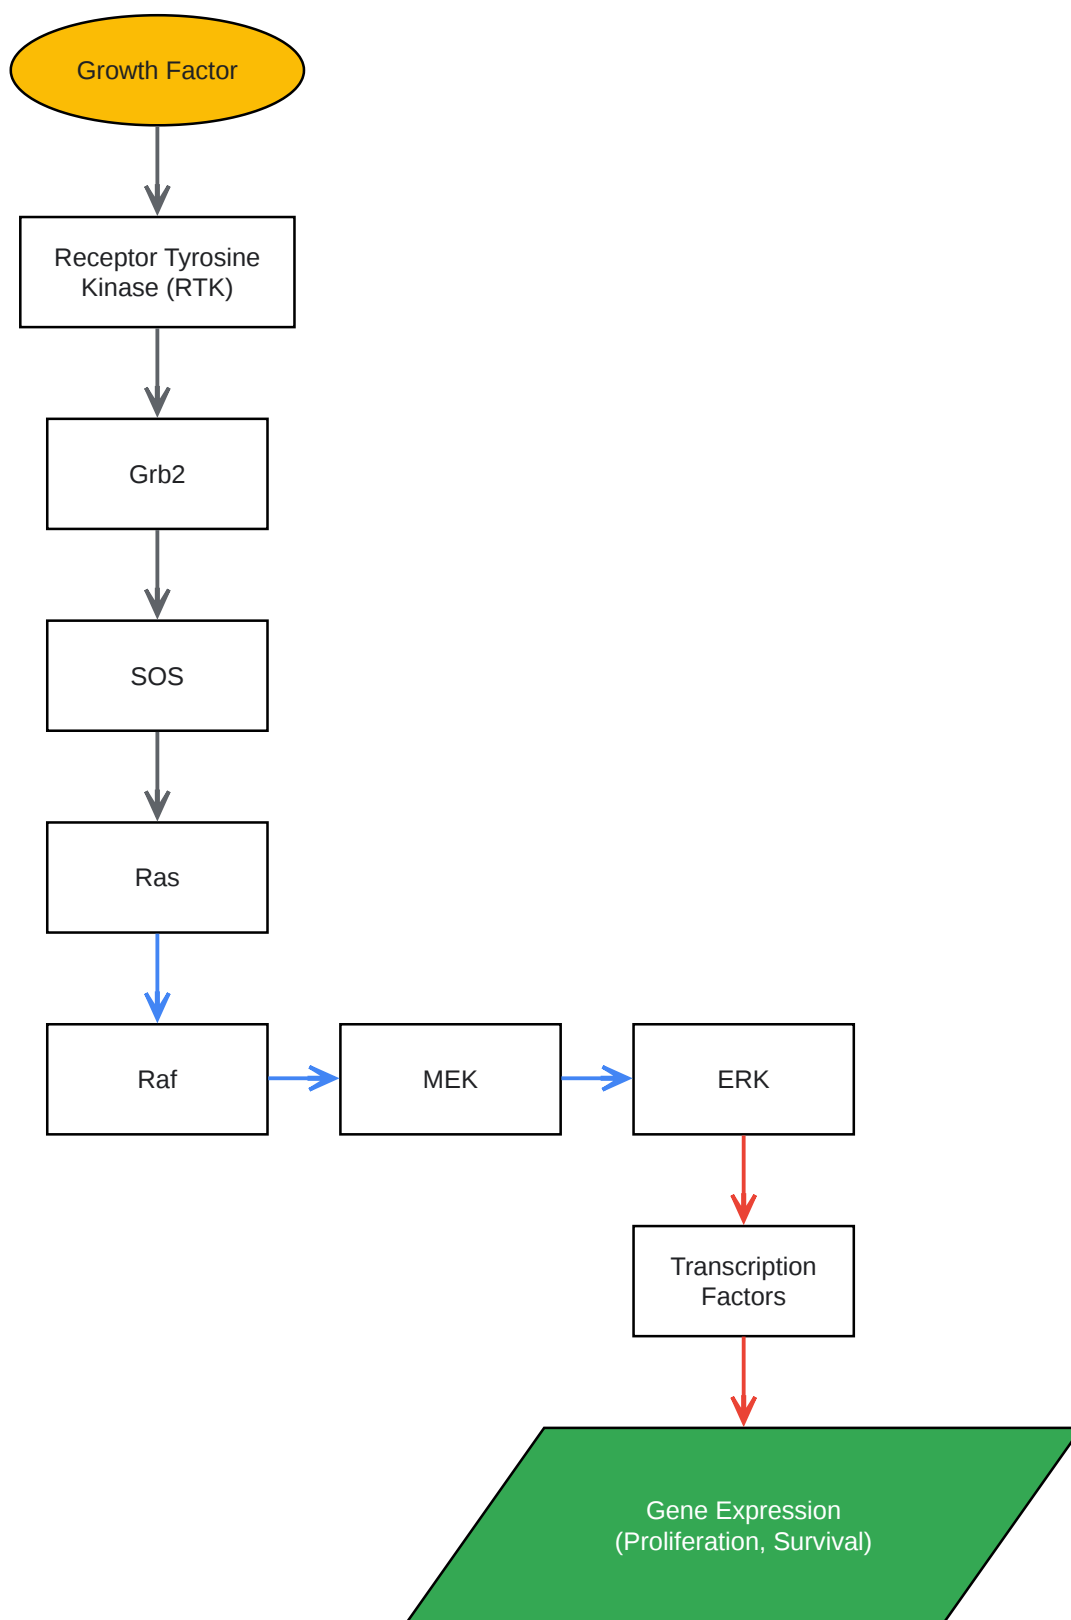 Growth Factor
Receptor Tyrosine
Kinase (RTK)
Grb2
SOS
Ras
Raf
MEK
ERK
Transcription
Factors
Gene Expression
(Proliferation, Survival)